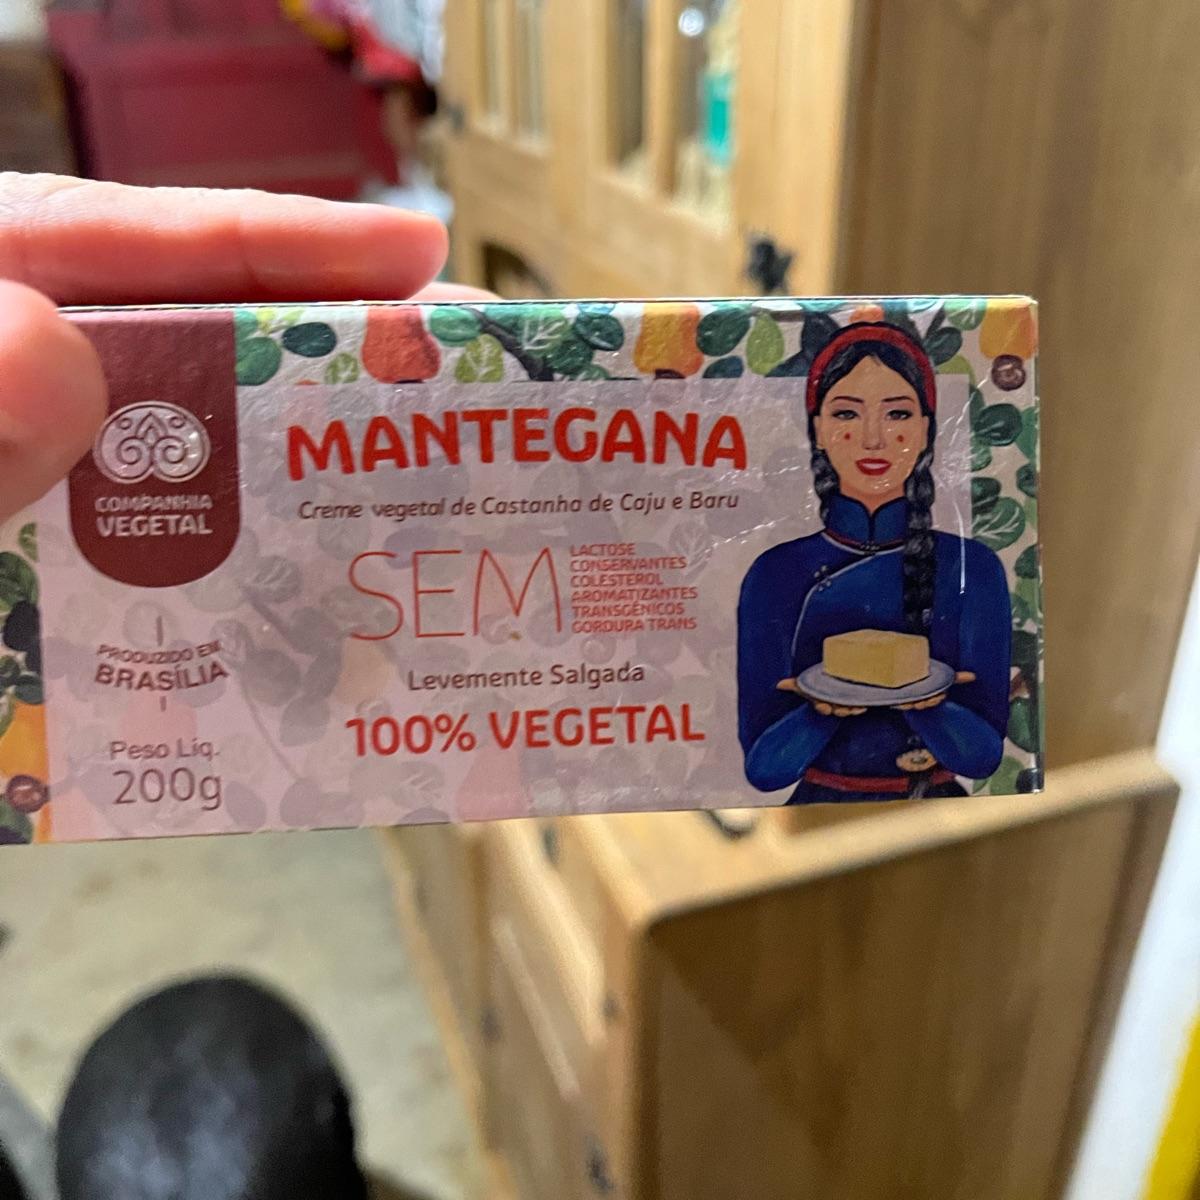 COMPANHIA
VEGETAL
PRODUZIDO EM
BRASÍLIA
Peso Líq.
200g
MANTEGANA
Creme vegetal de Castanha de Caju e Baru
SEM
LACTOSE
CONSERVANTES
COLESTEROL
AROMATIZANTES
TRANSGÊNICOS
GORDURA TRANS
Levemente Salgada
100% VEGETAL